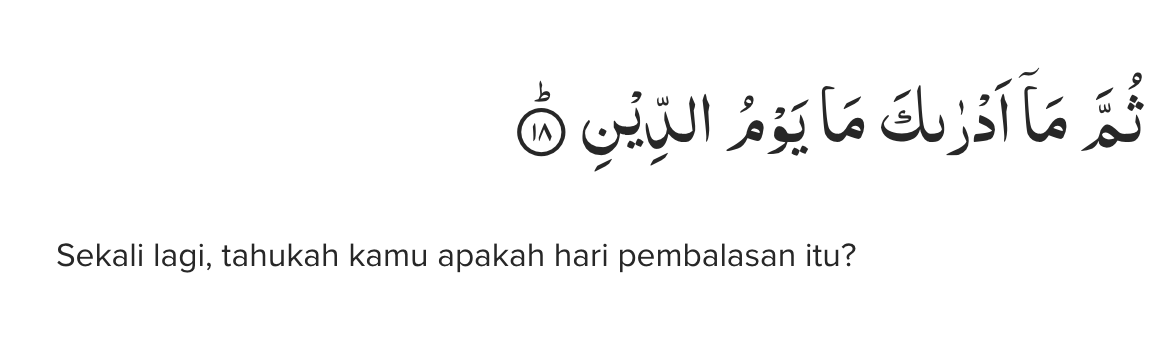 ثُمَّ مَآ اَدْرٰىكَ مَا يَوْمُ الدِّيْنِۗ ۝١٨
Sekali lagi, tahukah kamu apakah hari pembalasan itu?